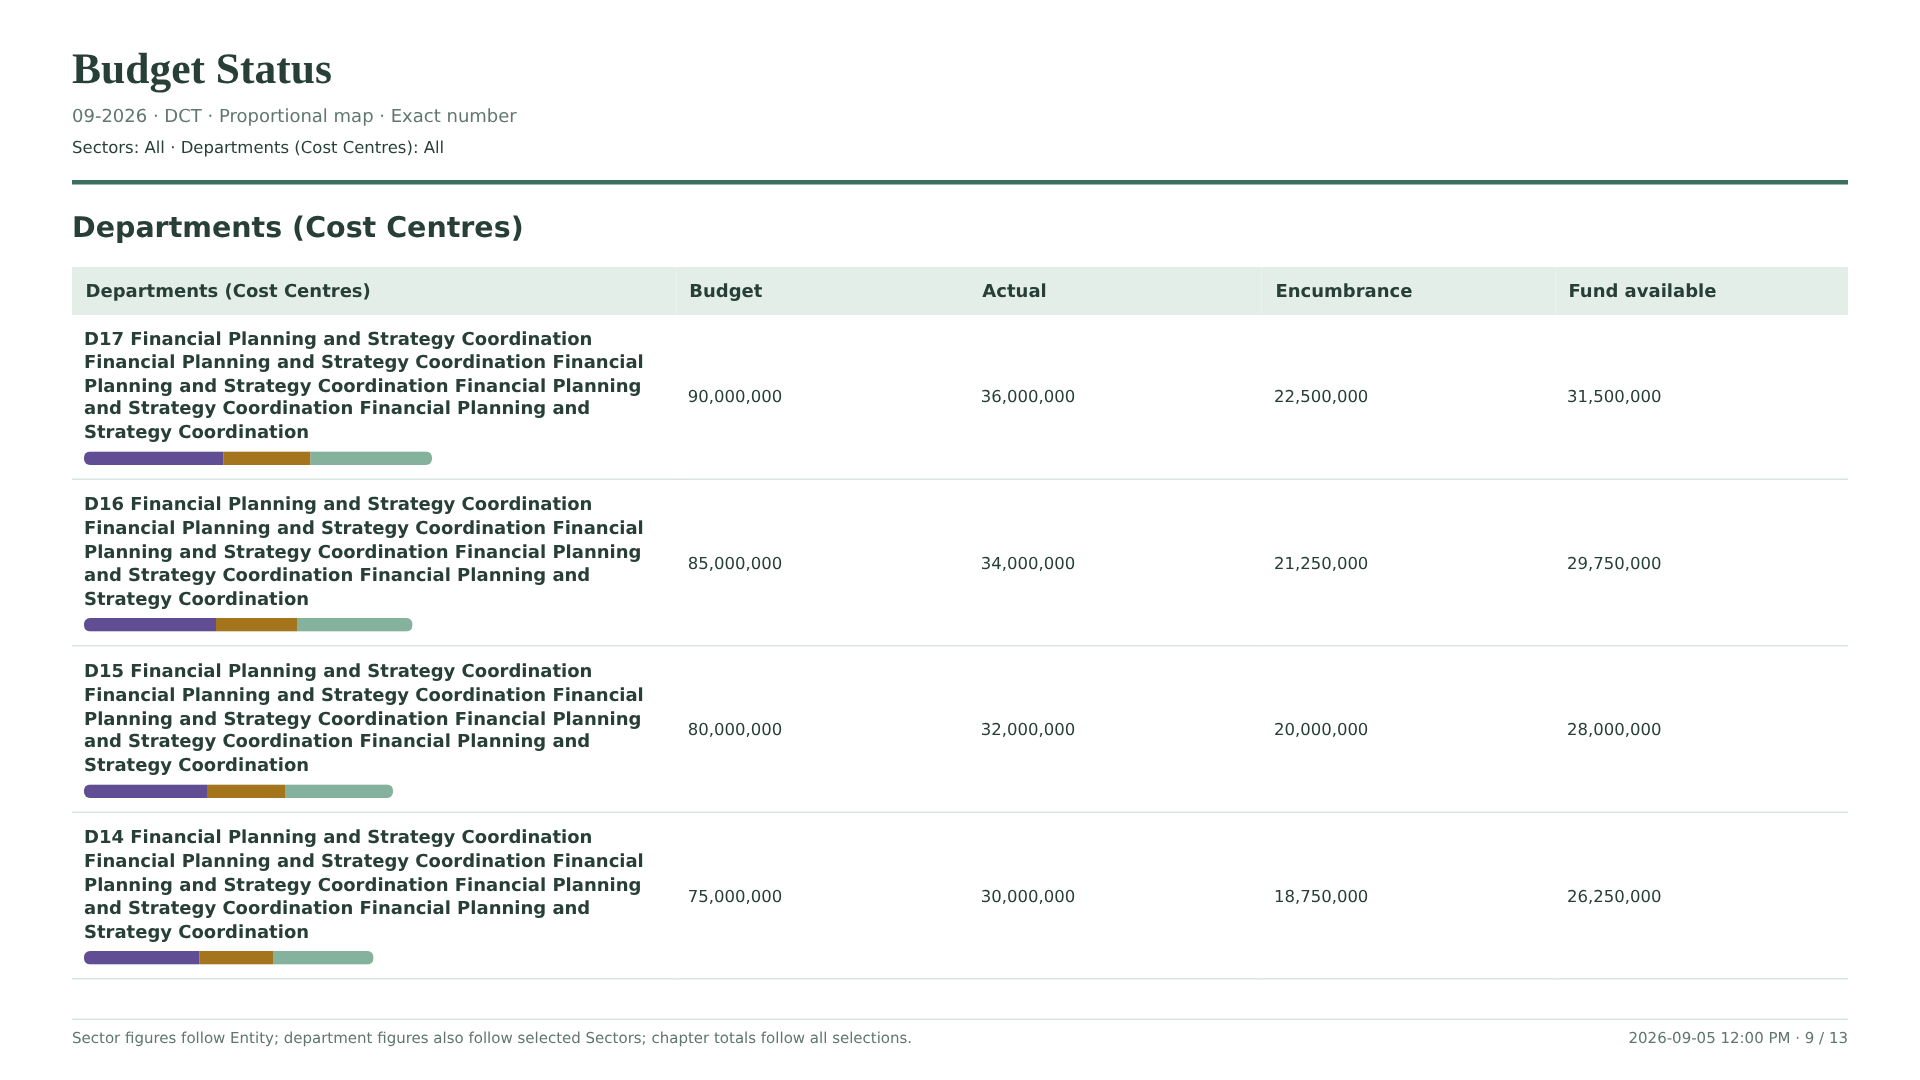 Budget Status
09-2026 · DCT · Proportional map · Exact number
Sectors: All · Departments (Cost Centres): All
Departments (Cost Centres)
Departments (Cost Centres) Budget Actual Encumbrance Fund available
D17 Financial Planning and Strategy Coordination
Financial Planning and Strategy Coordination Financial
Planning and Strategy Coordination Financial Planning
and Strategy Coordination Financial Planning and
Strategy Coordination
90,000,000 36,000,000 22,500,000 31,500,000
D16 Financial Planning and Strategy Coordination
Financial Planning and Strategy Coordination Financial
Planning and Strategy Coordination Financial Planning
and Strategy Coordination Financial Planning and
Strategy Coordination
85,000,000 34,000,000 21,250,000 29,750,000
D15 Financial Planning and Strategy Coordination
Financial Planning and Strategy Coordination Financial
Planning and Strategy Coordination Financial Planning
and Strategy Coordination Financial Planning and
Strategy Coordination
80,000,000 32,000,000 20,000,000 28,000,000
D14 Financial Planning and Strategy Coordination
Financial Planning and Strategy Coordination Financial
Planning and Strategy Coordination Financial Planning
and Strategy Coordination Financial Planning and
Strategy Coordination
75,000,000 30,000,000 18,750,000 26,250,000
Sector figures follow Entity; department figures also follow selected Sectors; chapter totals follow all selections.
2026-09-05 12:00 PM · 9 / 13